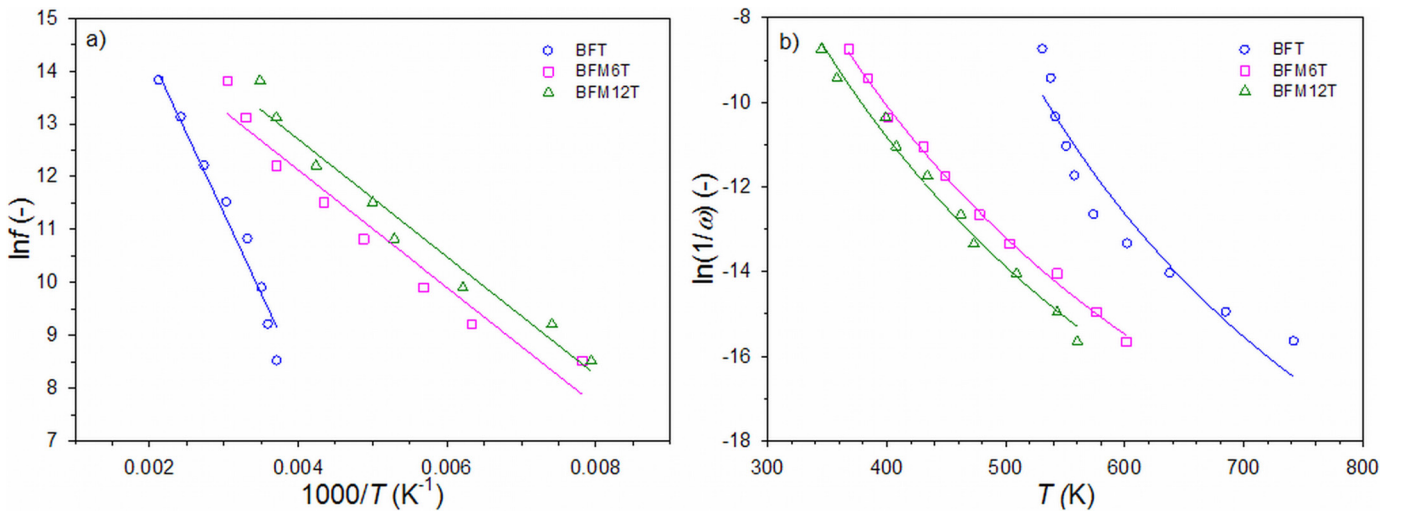 a)
BFT
BFM6T
BFM12T
15
14
13
12
11
10
9
8
7
lnf (-)
0.002 0.004 0.006 0.008
1000/T (K⁻¹)
b)
BFT
BFM6T
BFM12T
-8
-10
-12
-14
-16
-18
ln(1/ω) (-)
300 400 500 600 700 800
T (K)